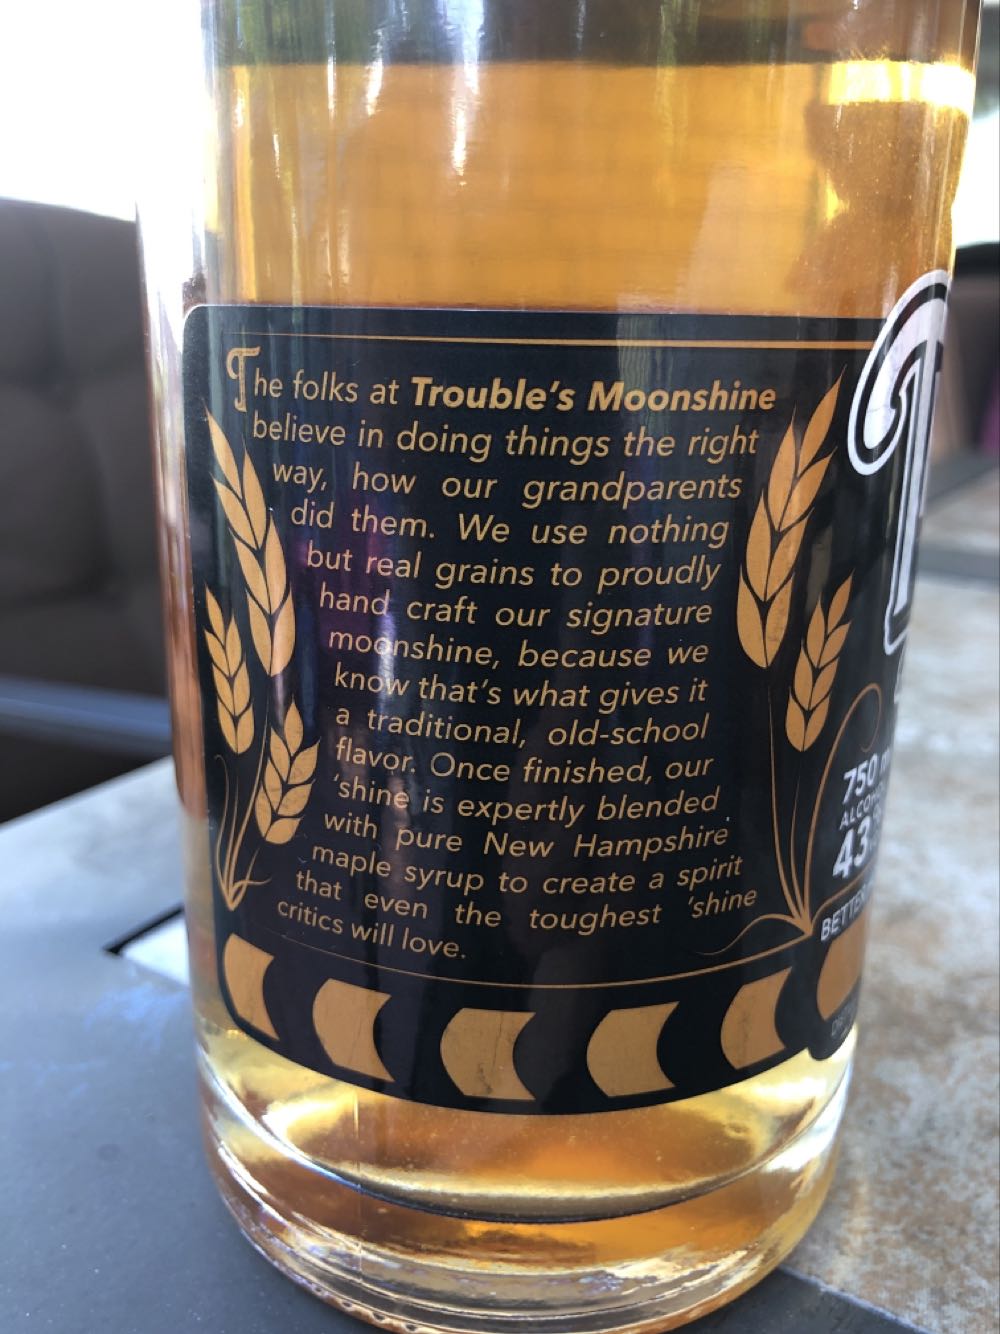 The folks at Trouble's Moonshine
believe in doing things the right
way, how our grandparents
did them. We use nothing
but real grains to proudly
hand craft our signature
moonshine, because we
know that's what gives it
a traditional, old-school
flavor. Once finished, our
'shine is expertly blended
with pure New Hampshire
maple syrup to create a spirit
that even the toughest 'shine
critics will love.
T
750
43